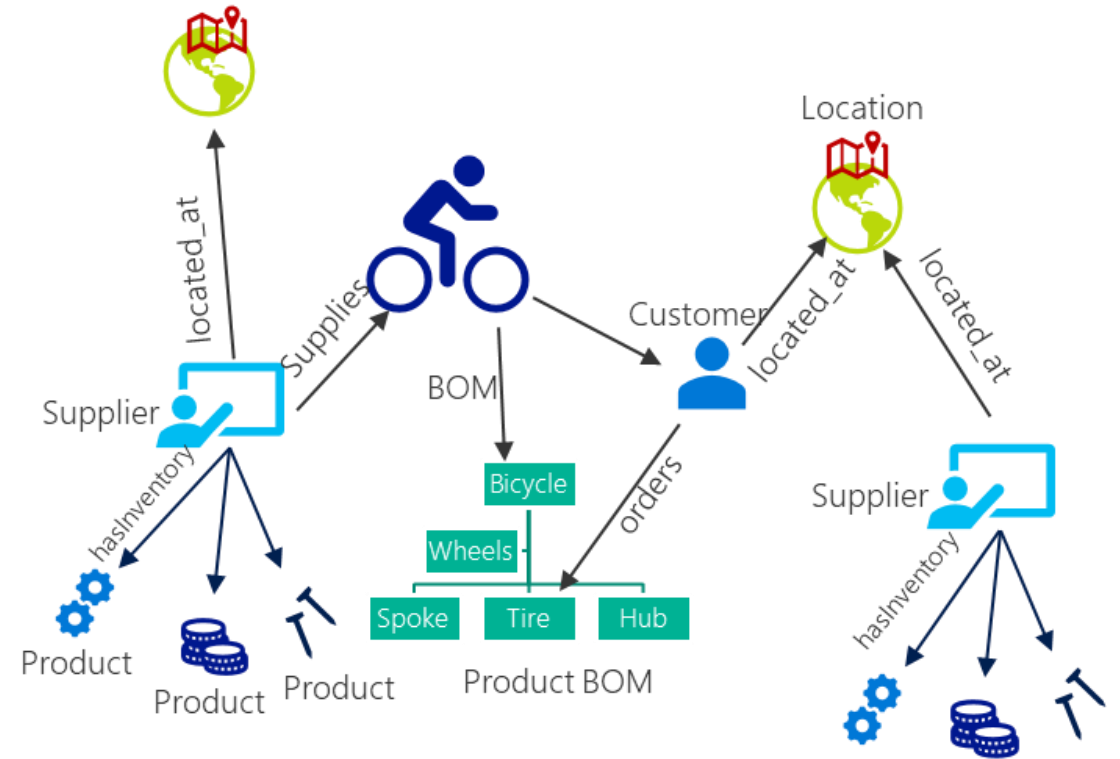 Location
located_at
Supplies
Customer
located_at
located_at
BOM
Supplier
hasInventory
Bicycle
orders
Supplier
Wheels
hasInventory
Spoke
Tire
Hub
Product
Product
Product
Product BOM